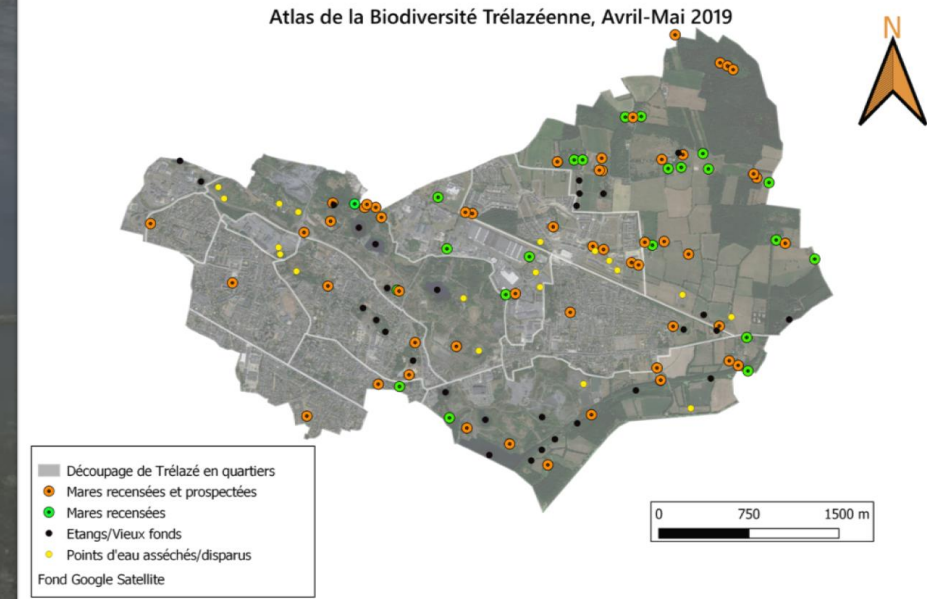 Atlas de la Biodiversité Trélazéenne, Avril-Mai 2019
N
Découpage de Trélazé en quartiers
Mares recensées et prospectées
Mares recensées
Etangs/Vieux fonds
Points d'eau asséchés/disparus
Fond Google Satellite
0 750 1500 m